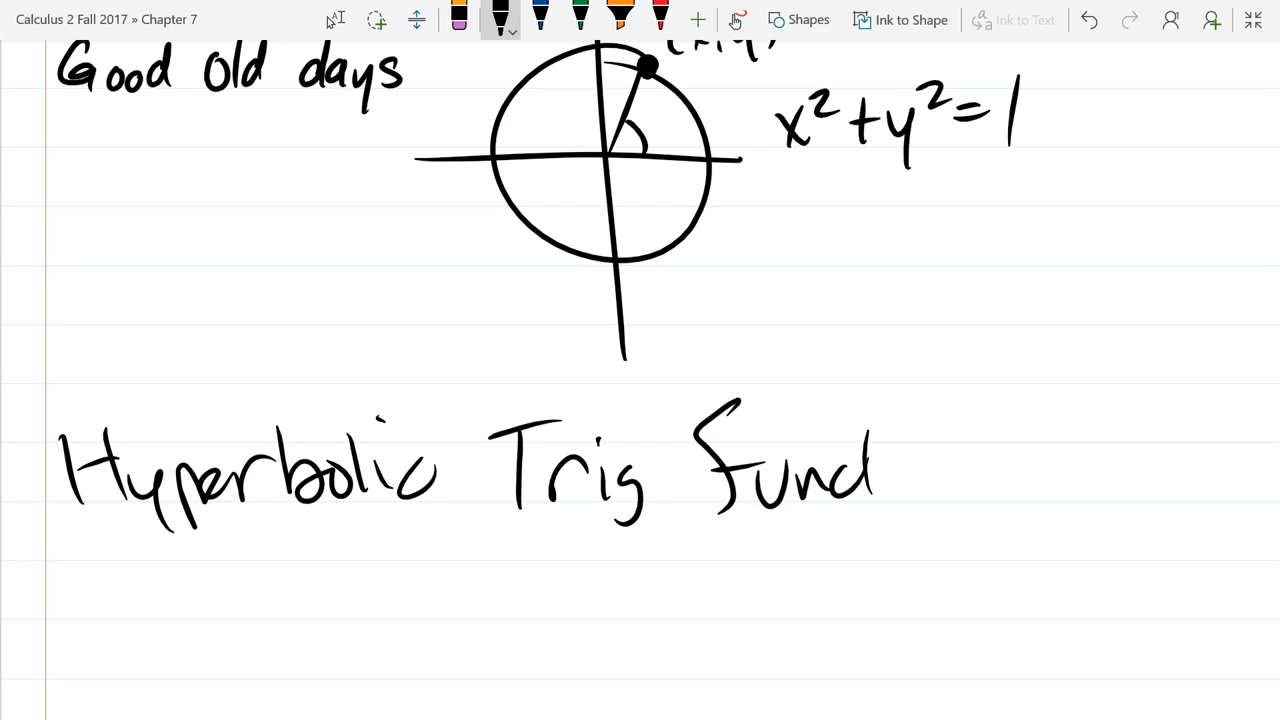 Calculus 2 Fall 2017 » Chapter 7
Shapes
Ink to Shape
Ink to Text
Good old days
x² + y² = 1
Hyperbolic Trig Fund